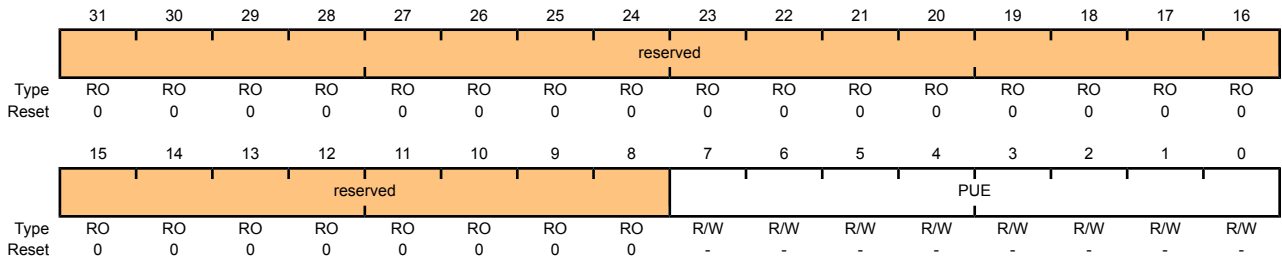 31 30 29 28 27 26 25 24 23 22 21 20 19 18 17 16
reserved
Type RO RO RO RO RO RO RO RO RO RO RO RO RO RO RO RO
Reset 0 0 0 0 0 0 0 0 0 0 0 0 0 0 0 0
15 14 13 12 11 10 9 8 7 6 5 4 3 2 1 0
reserved PUE
Type RO RO RO RO RO RO RO RO R/W R/W R/W R/W R/W R/W R/W R/W
Reset 0 0 0 0 0 0 0 0 - - - - - - - -